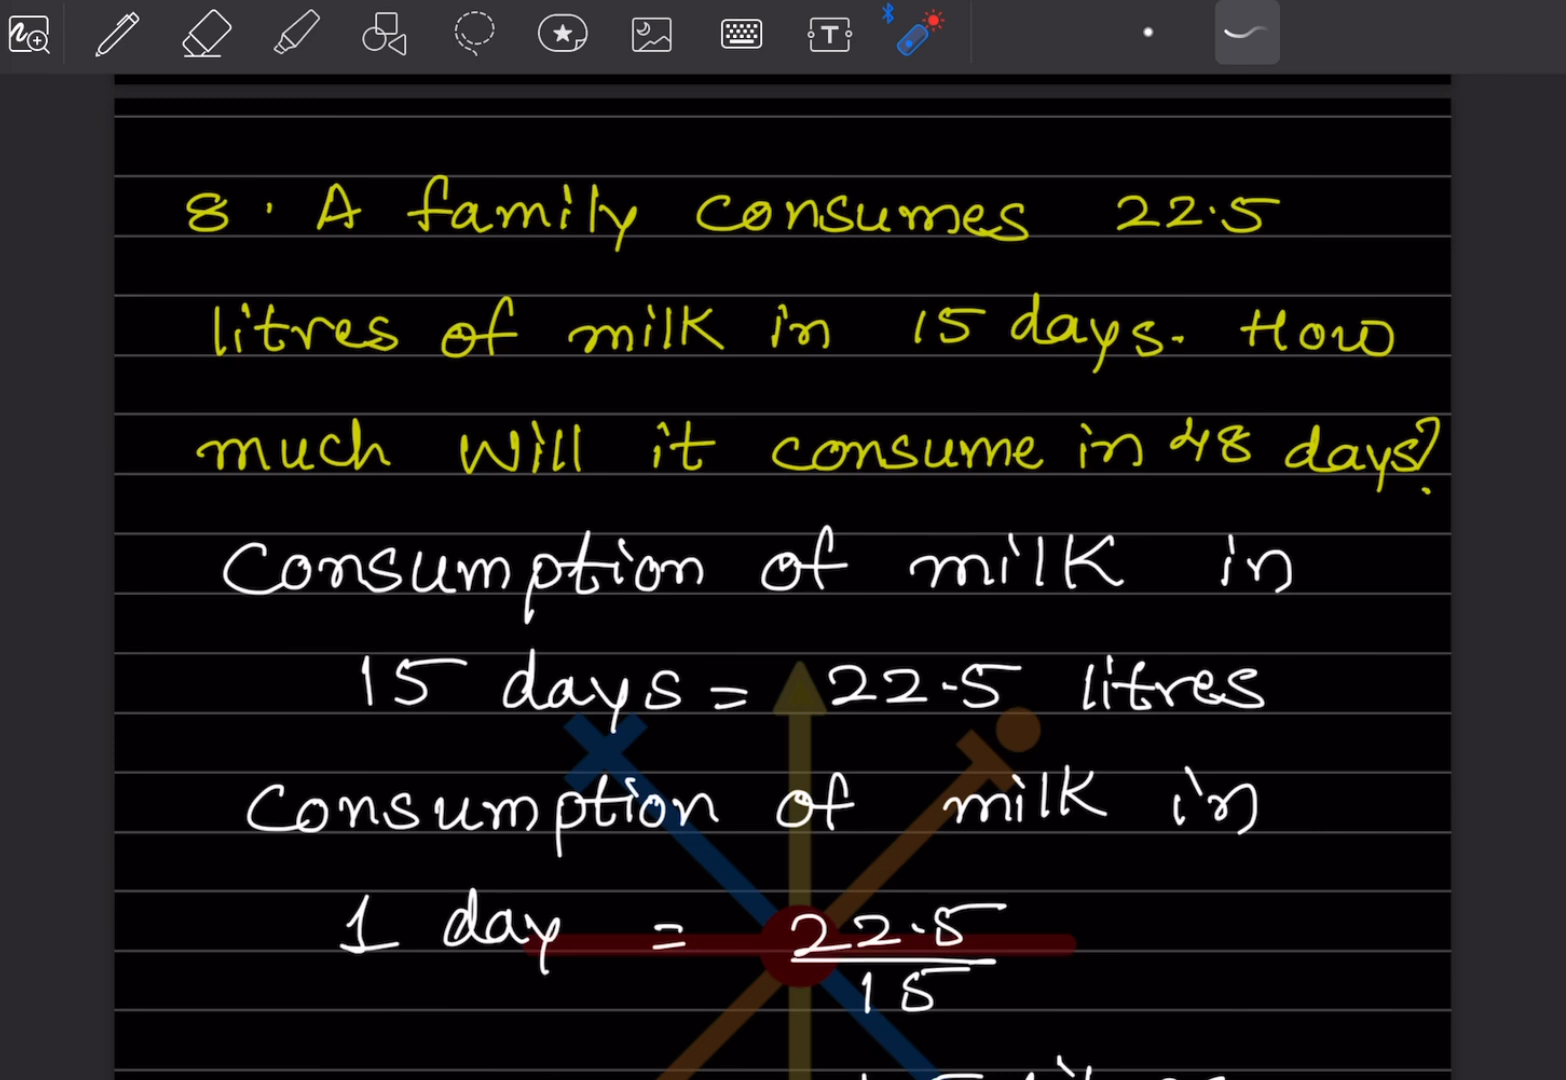 8. A family consumes 22.5
litres of milk in 15 days. How
much will it consume in 48 days?
Consumption of milk in
15 days = 22.5 litres
Consumption of milk in
1 day = 22.5
15